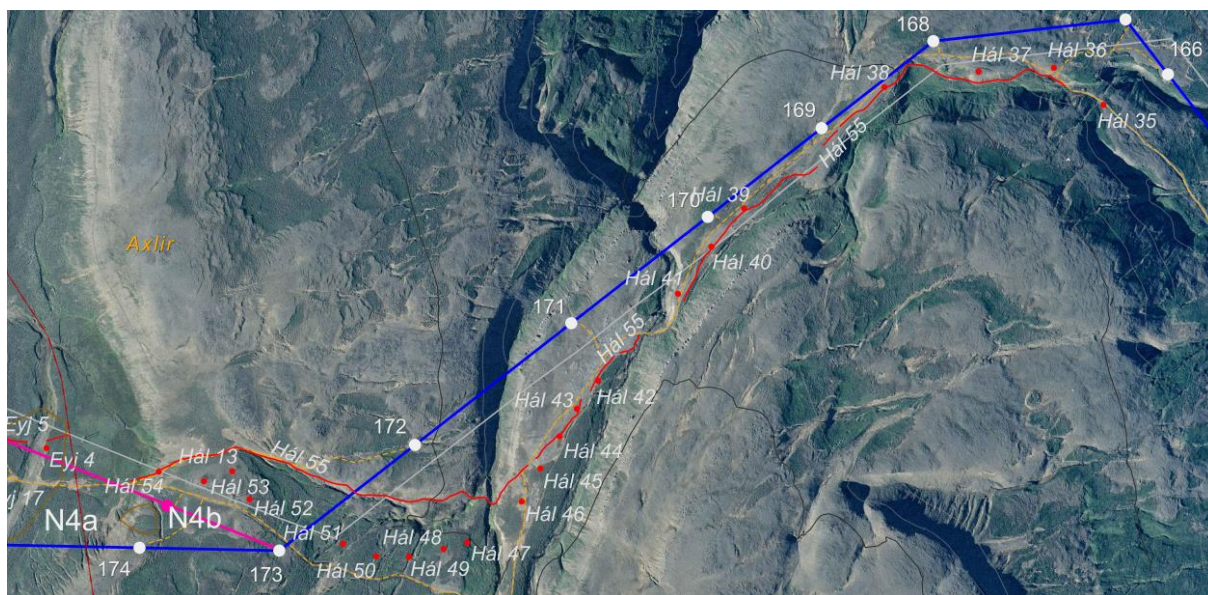 168
166
Hál 37
Hál 36
Hál 38
Hál 35
169
Hál 55
170
Hál 39
Hál 40
Hál 41
Axlir
171
Hál 55
Hál 42
Hál 43
172
Hál 44
Eyj 5
Eyj 4
Hál 13
Hál 55
Hál 45
Hál 54
Hál 53
Hál 46
Hál 52
yj 17
N4a
N4b
Hál 51
Hál 48
Hál 47
Hál 50
Hál 49
174
173